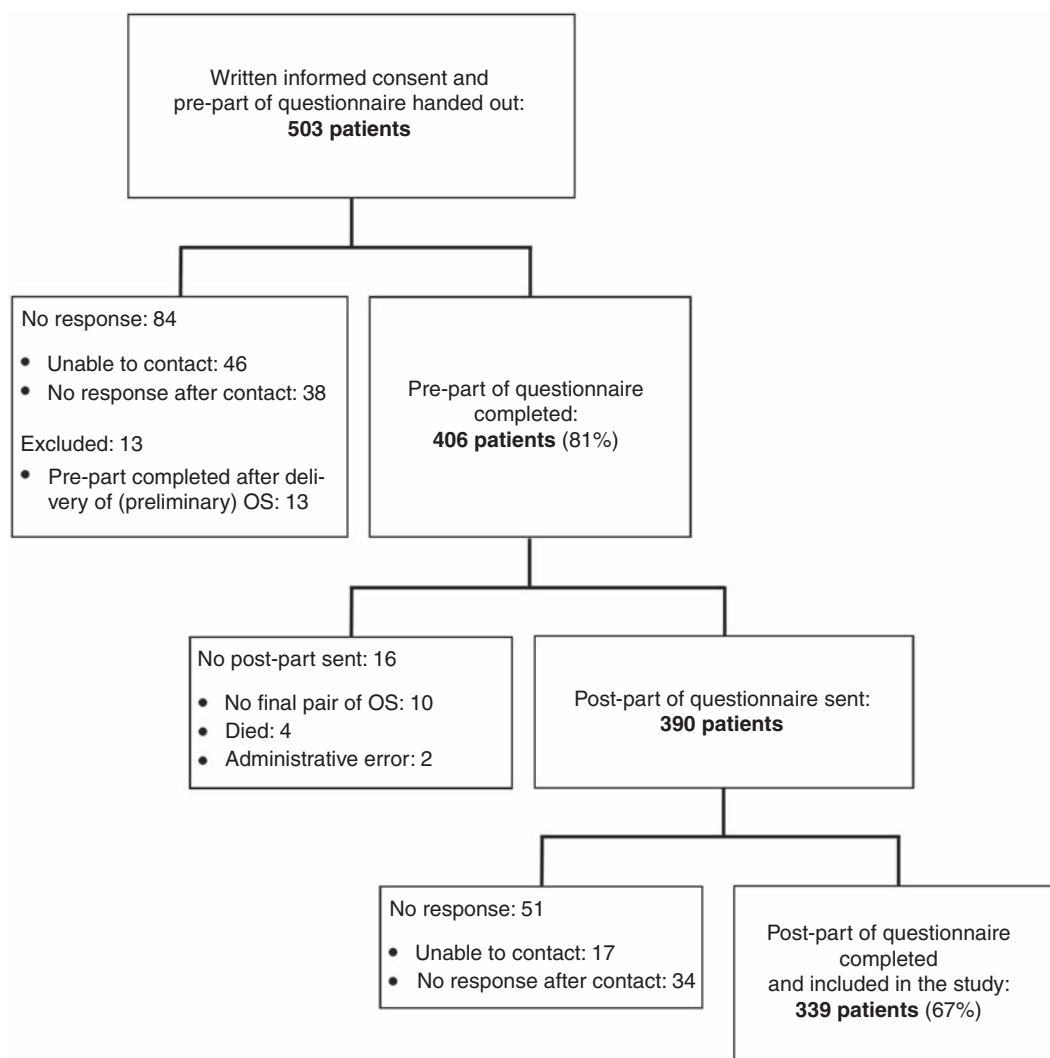 Written informed consent and
pre-part of questionnaire handed out:
503 patients
No response: 84
• Unable to contact: 46
• No response after contact: 38
Excluded: 13
• Pre-part completed after deli-
very of (preliminary) OS: 13
Pre-part of questionnaire
completed:
406 patients (81%)
No post-part sent: 16
• No final pair of OS: 10
• Died: 4
• Administrative error: 2
Post-part of questionnaire sent:
390 patients
No response: 51
• Unable to contact: 17
• No response after contact: 34
Post-part of questionnaire
completed
and included in the study:
339 patients (67%)